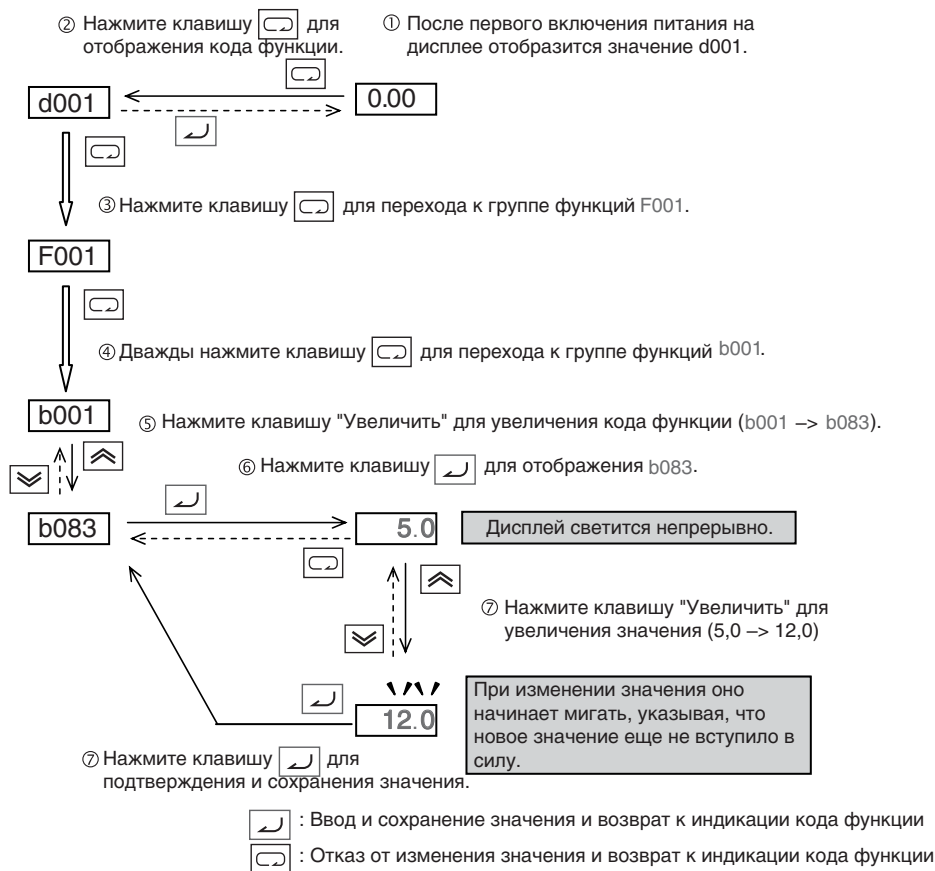 ② Нажмите клавишу для
отображения кода функции.
① После первого включения питания на
дисплее отобразится значение d001.
d001
0.00
③ Нажмите клавишу для перехода к группе функций F001.
F001
④ Дважды нажмите клавишу для перехода к группе функций b001.
b001
⑤ Нажмите клавишу "Увеличить" для увеличения кода функции (b001 –> b083).
⑥ Нажмите клавишу для отображения b083.
b083
5.0
Дисплей светится непрерывно.
⑦ Нажмите клавишу "Увеличить" для
увеличения значения (5,0 –> 12,0)
12.0
При изменении значения оно
начинает мигать, указывая, что
новое значение еще не вступило в
силу.
⑦ Нажмите клавишу для
подтверждения и сохранения значения.
: Ввод и сохранение значения и возврат к индикации кода функции
: Отказ от изменения значения и возврат к индикации кода функции